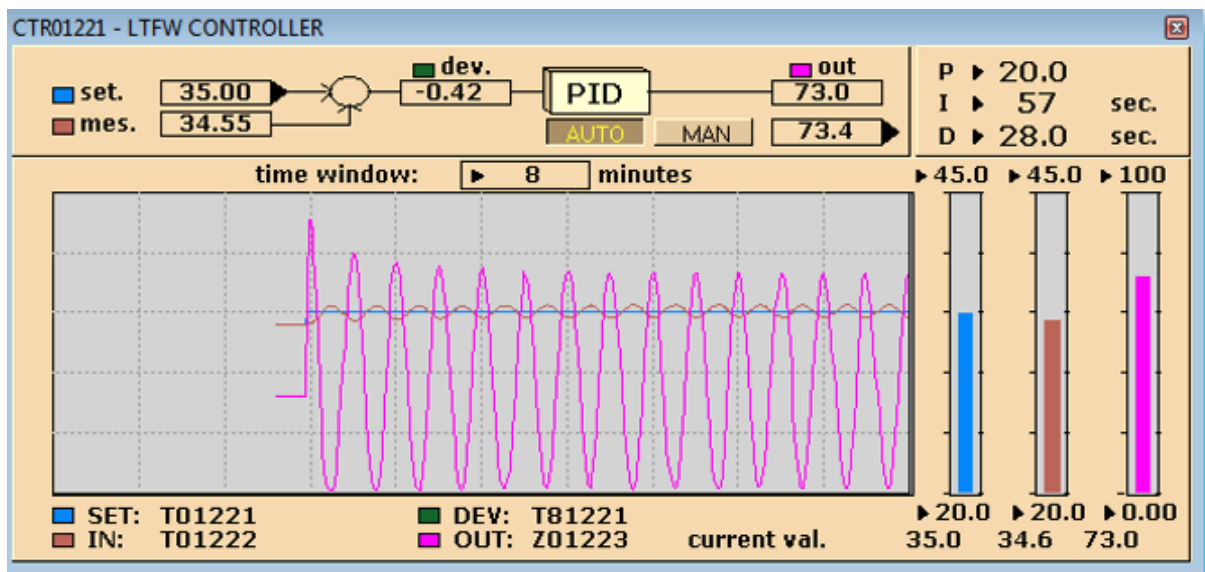 CTR01221 - LTFW CONTROLLER
set. 35.00 dev. -0.42 PID out 73.0
mes. 34.55 AUTO MAN 73.4
P 20.0
I 57 sec.
D 28.0 sec.
time window: 8 minutes
45.0 45.0 100
20.0 20.0 0.00
SET: T01221 DEV: T81221
IN: T01222 OUT: Z01223 current val. 35.0 34.6 73.0